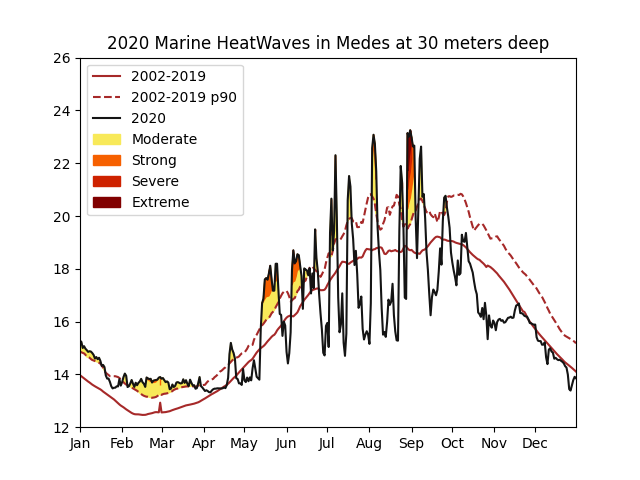 2020 Marine HeatWaves in Medes at 30 meters deep
26
24
22
20
18
16
14
12
2002-2019
2002-2019 p90
2020
Moderate
Strong
Severe
Extreme
Jan Feb Mar Apr May Jun Jul Aug Sep Oct Nov Dec